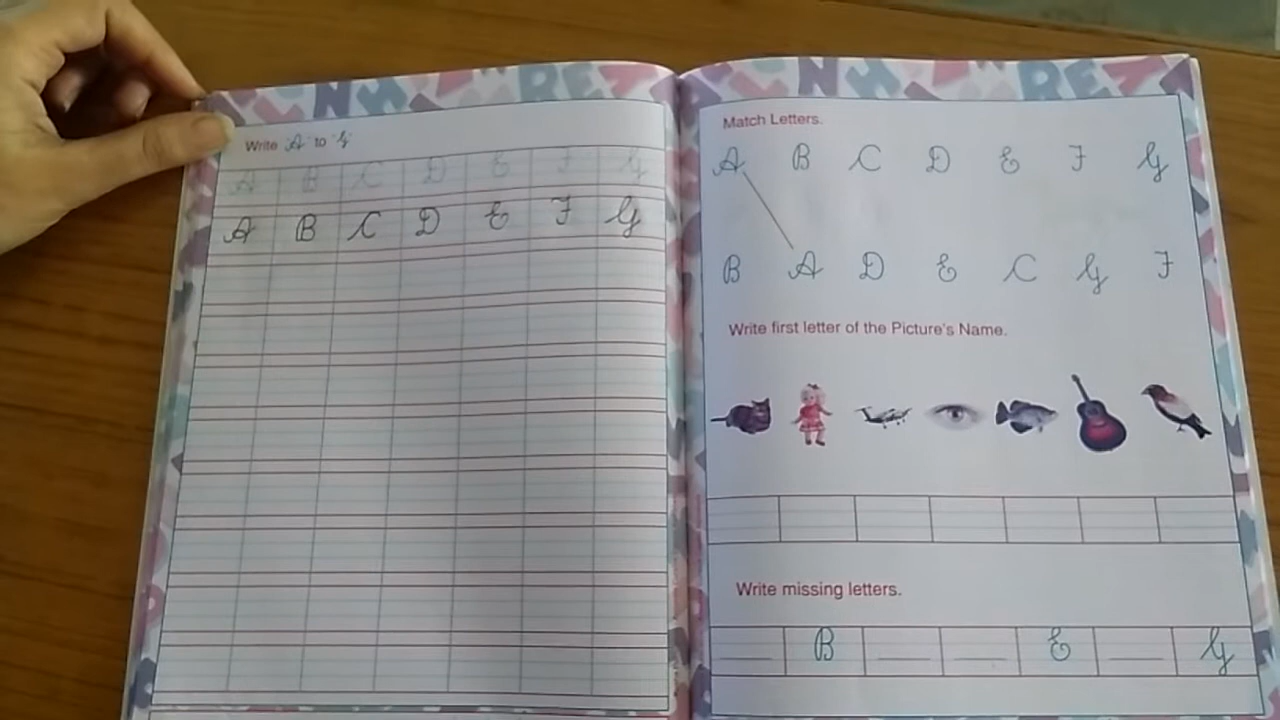 Write 'A' to 'G'
A B C D E F G
A B C D E F G
Match Letters.
A B C D E F G
B A D E C G F
Write first letter of the Picture's Name.
Write missing letters.
B E G